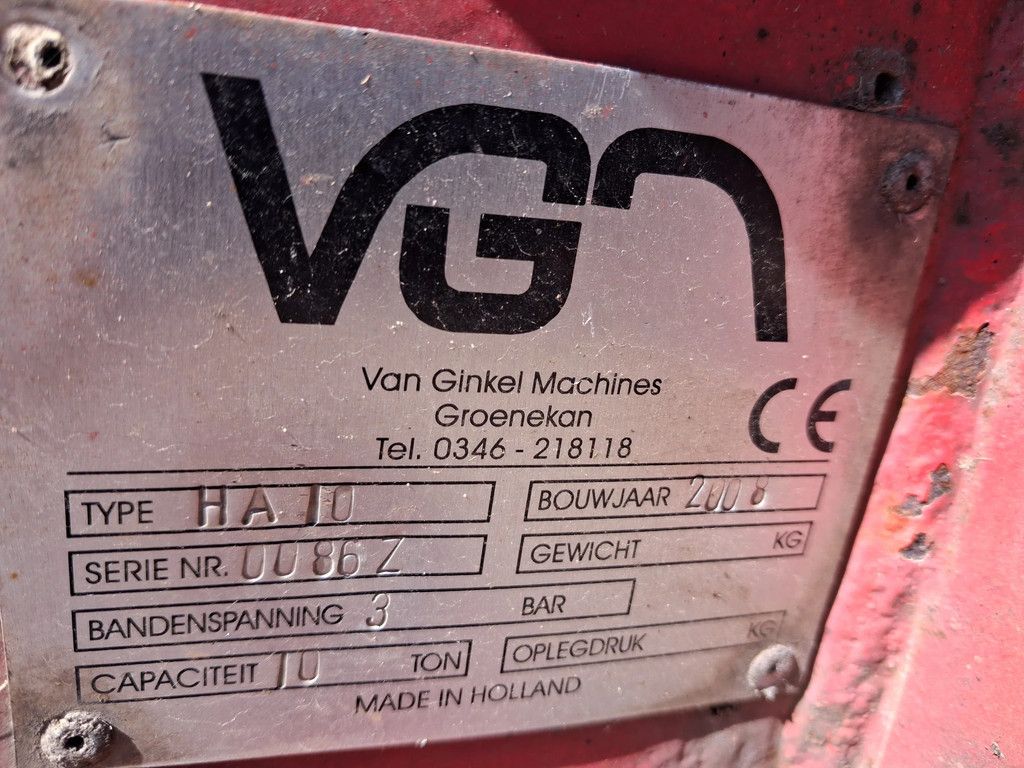 VGM
Van Ginkel Machines
Groenekan
Tel. 0346 - 218118
CE
TYPE HA 10
BOUWJAAR 2008
SERIE NR. 0086 Z
GEWICHT KG
BANDENSPANNING 3 BAR
CAPACITEIT 10 TON
OPLEGDRUK KG
MADE IN HOLLAND